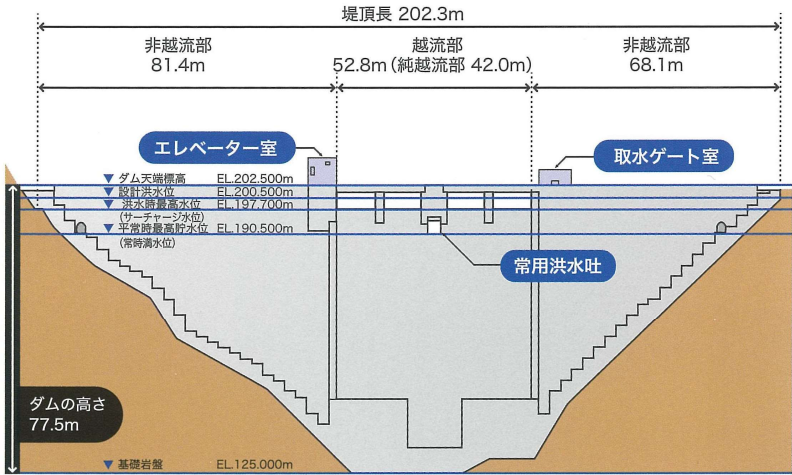 堤頂長 202.3m
非越流部
81.4m
越流部
52.8m(純越流部 42.0m)
非越流部
68.1m
エレベーター室
取水ゲート室
▼ ダム天端標高 EL.202.500m
▼ 設計洪水位 EL.200.500m
▼ 洪水時最高水位 EL.197.700m
(サーチャージ水位)
▼ 平常時最高貯水位 EL.190.500m
(常時満水位)
常用洪水吐
ダムの高さ
77.5m
▼ 基礎岩盤 EL.125.000m